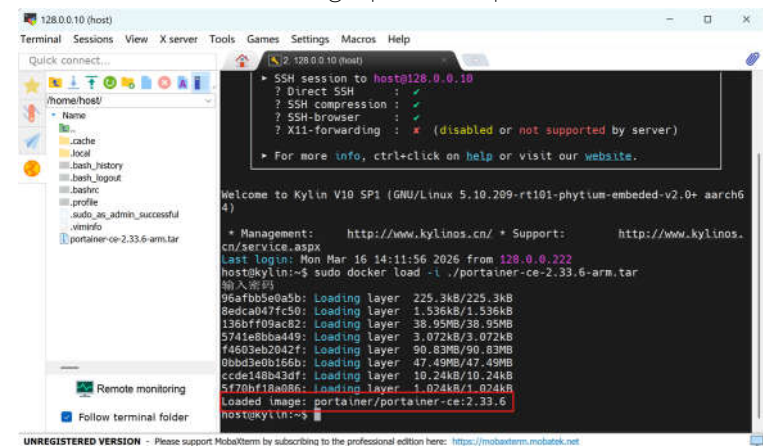 128.0.0.10 (host)
Terminal Sessions View X server Tools Games Settings Macros Help
Quick connect...
2. 128.0.0.10 (host)
/home/host/
Name
..
.cache
.local
.bash_history
.bash_logout
.bashrc
.profile
.sudo_as_admin_successful
.viminfo
portainer-ce-2.33.6-arm.tar
Remote monitoring
Follow terminal folder
► SSH session to host@128.0.0.10
? Direct SSH : ✔
? SSH compression : ✔
? SSH-browser : ✔
? X11-forwarding : ✘ (disabled or not supported by server)
► For more info, ctrl+click on help or visit our website.
Welcome to Kylin V10 SP1 (GNU/Linux 5.10.209-rt101-phytium-embeded-v2.0+ aarch6
4)
* Management: http://www.kylinos.cn/ * Support: http://www.kylinos.
cn/service.aspx
Last login: Mon Mar 16 14:11:56 2026 from 128.0.0.222
host@kylin:~$ sudo docker load -i ./portainer-ce-2.33.6-arm.tar
输入密码
96afbb5e0a5b: Loading layer 225.3kB/225.3kB
8edca047fc50: Loading layer 1.536kB/1.536kB
136bff09ac82: Loading layer 38.95MB/38.95MB
5741e8bba449: Loading layer 3.072kB/3.072kB
f4603eb2042f: Loading layer 90.83MB/90.83MB
0bbd3e0b166b: Loading layer 47.49MB/47.49MB
ccde148b43df: Loading layer 10.24kB/10.24kB
5f70bf18a086: Loading layer 1.024kB/1.024kB
Loaded image: portainer/portainer-ce:2.33.6
host@kylin:~$
UNREGISTERED VERSION - Please support MobaXterm by subscribing to the professional edition here: https://mobaxterm.mobatek.net